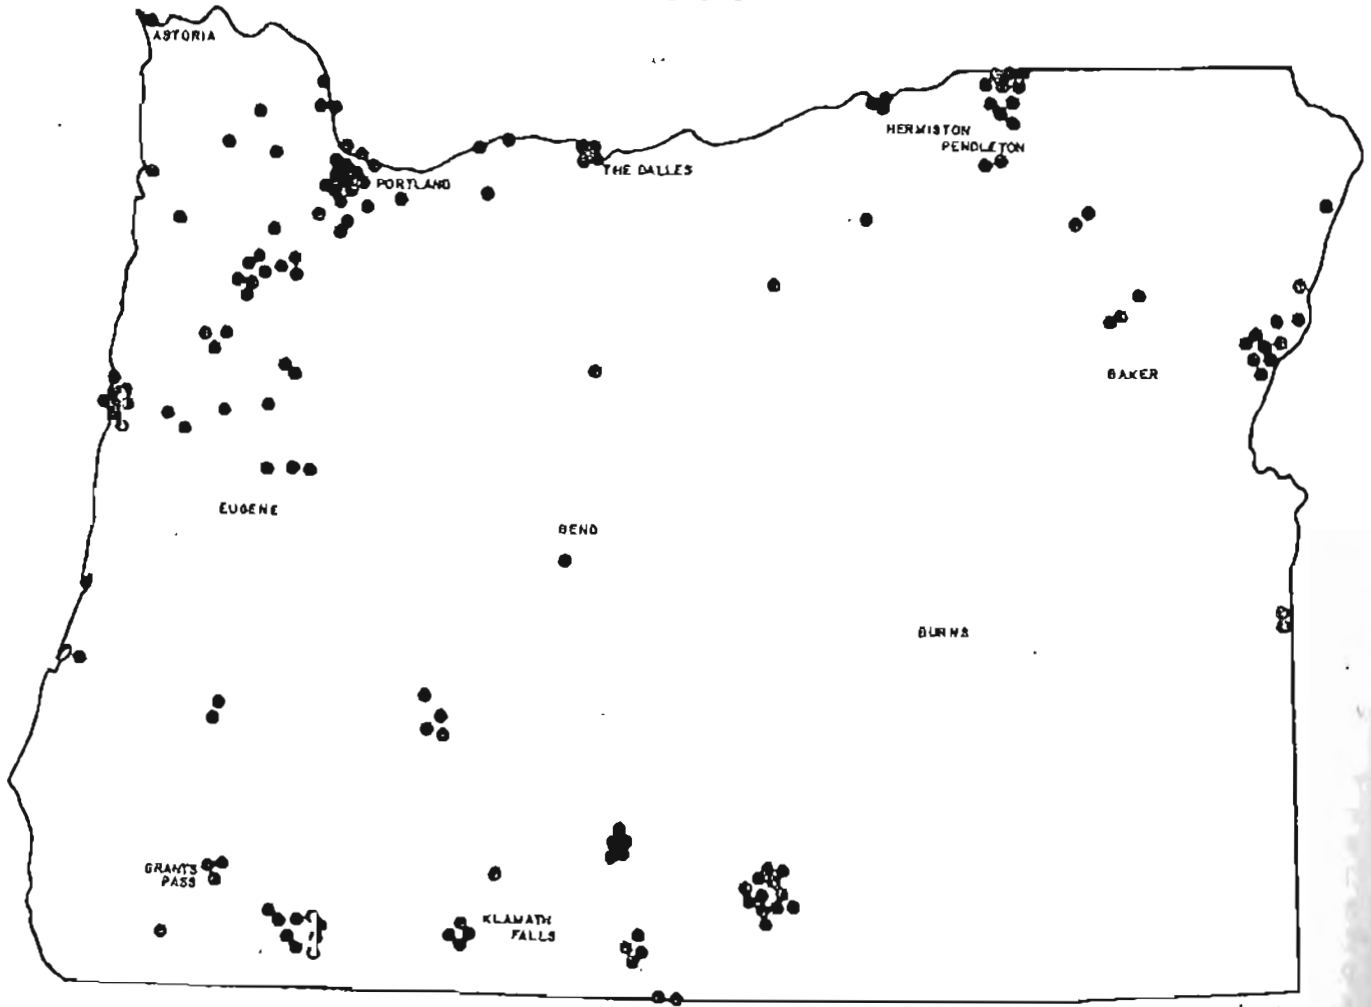 ASTORIA
HERMISTON
PENDLETON
THE DALLES
PORTLAND
BAKER
EUGENE
BEND
BURNS
GRANTS
PASS
KLAMATH
FALLS